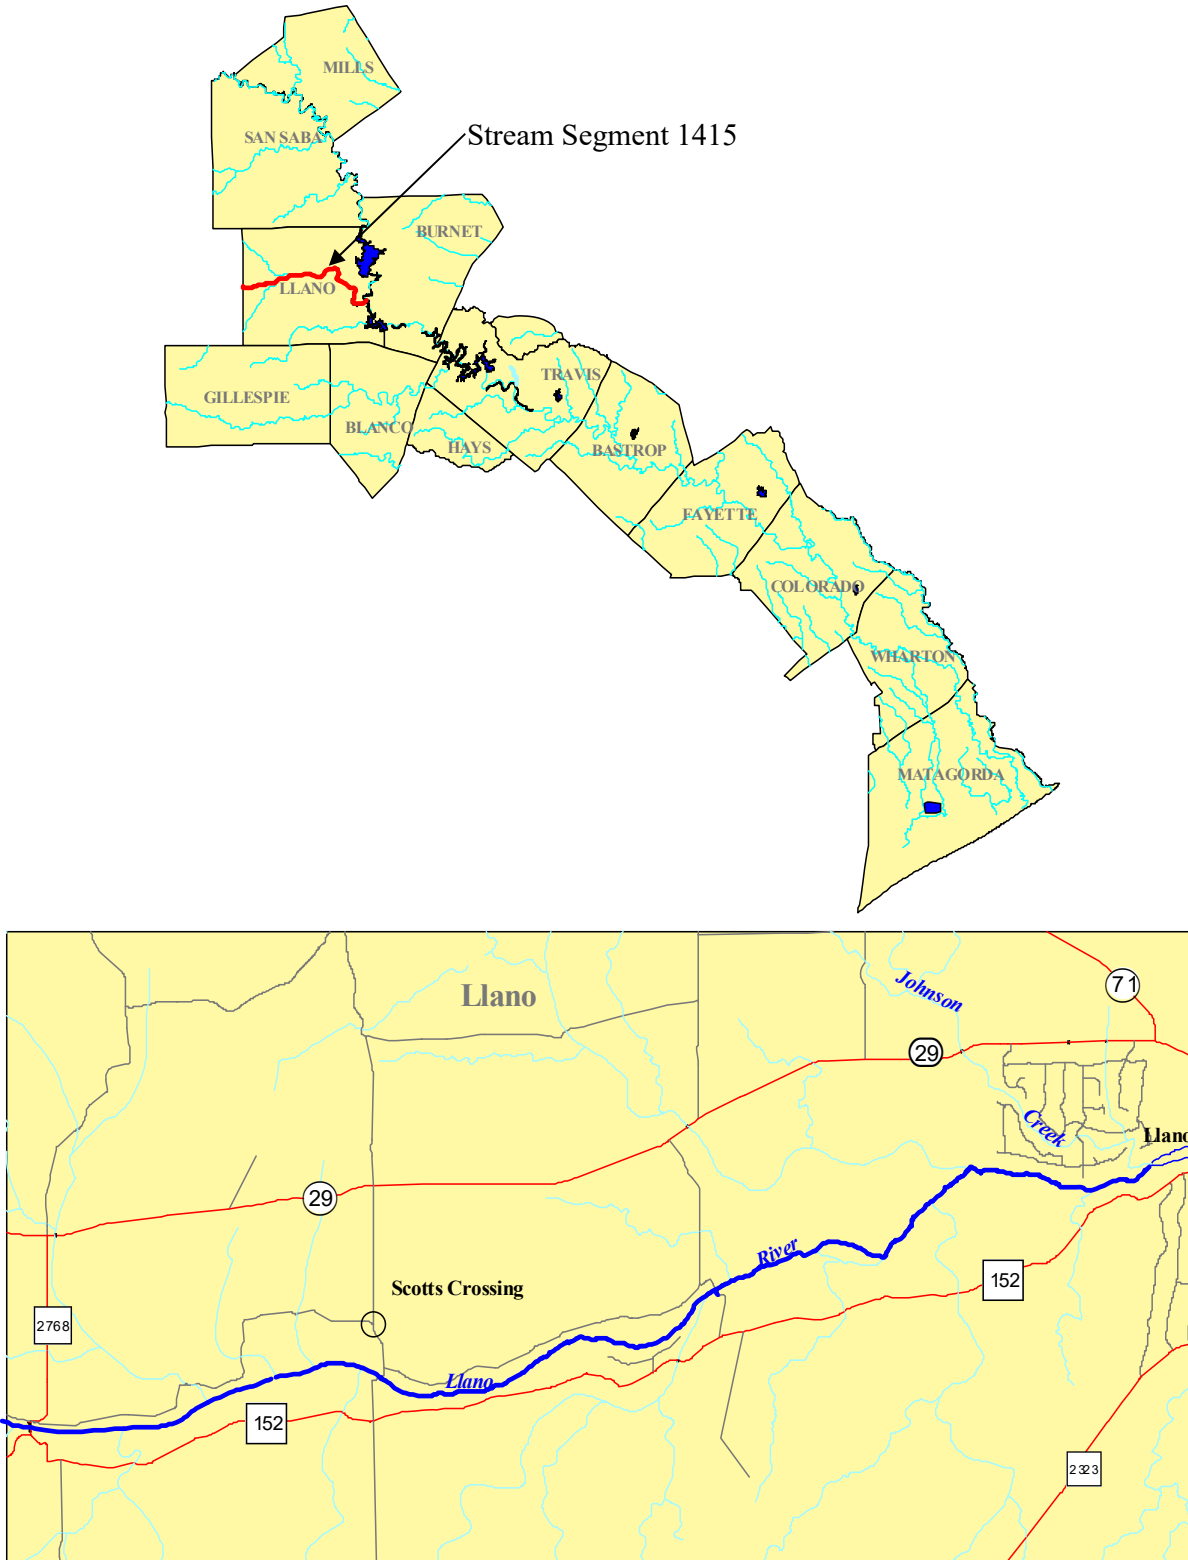 MILLS
Stream Segment 1415
SAN SABA
BURNET
LLANO
TRAVIS
GILLESPIE
BLANCO
HAYS
BASTROP
FAYETTE
COLORADO
WHARTON
MATAGORDA
Llano
Johnson
71
29
Creek
Llano
29
River
152
Scotts Crossing
2768
Llano
152
2323